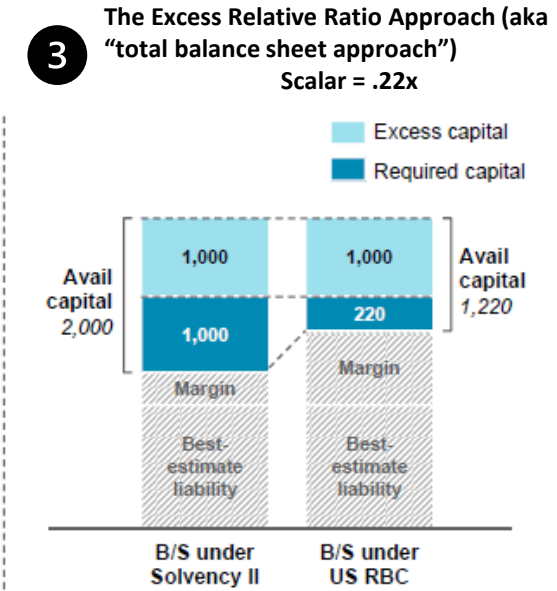 3
The Excess Relative Ratio Approach (aka
“total balance sheet approach”)
Scalar = .22x
Excess capital
Required capital
Avail
capital
2,000
1,000
1,000
Margin
Best-
estimate
liability
1,000
220
Margin
Best-
estimate
liability
Avail
capital
1,220
B/S under
Solvency II
B/S under
US RBC